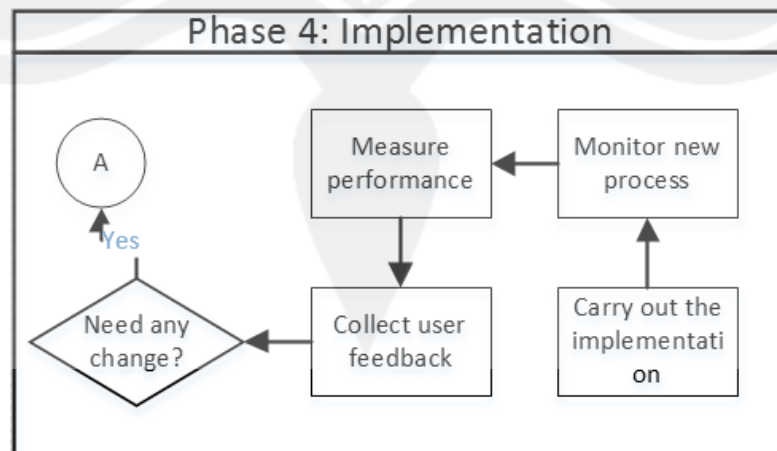 Phase 4: Implementation
A
Measure
performance
Monitor new
process
Yes
Need any
change?
Collect user
feedback
Carry out the
implementati
on